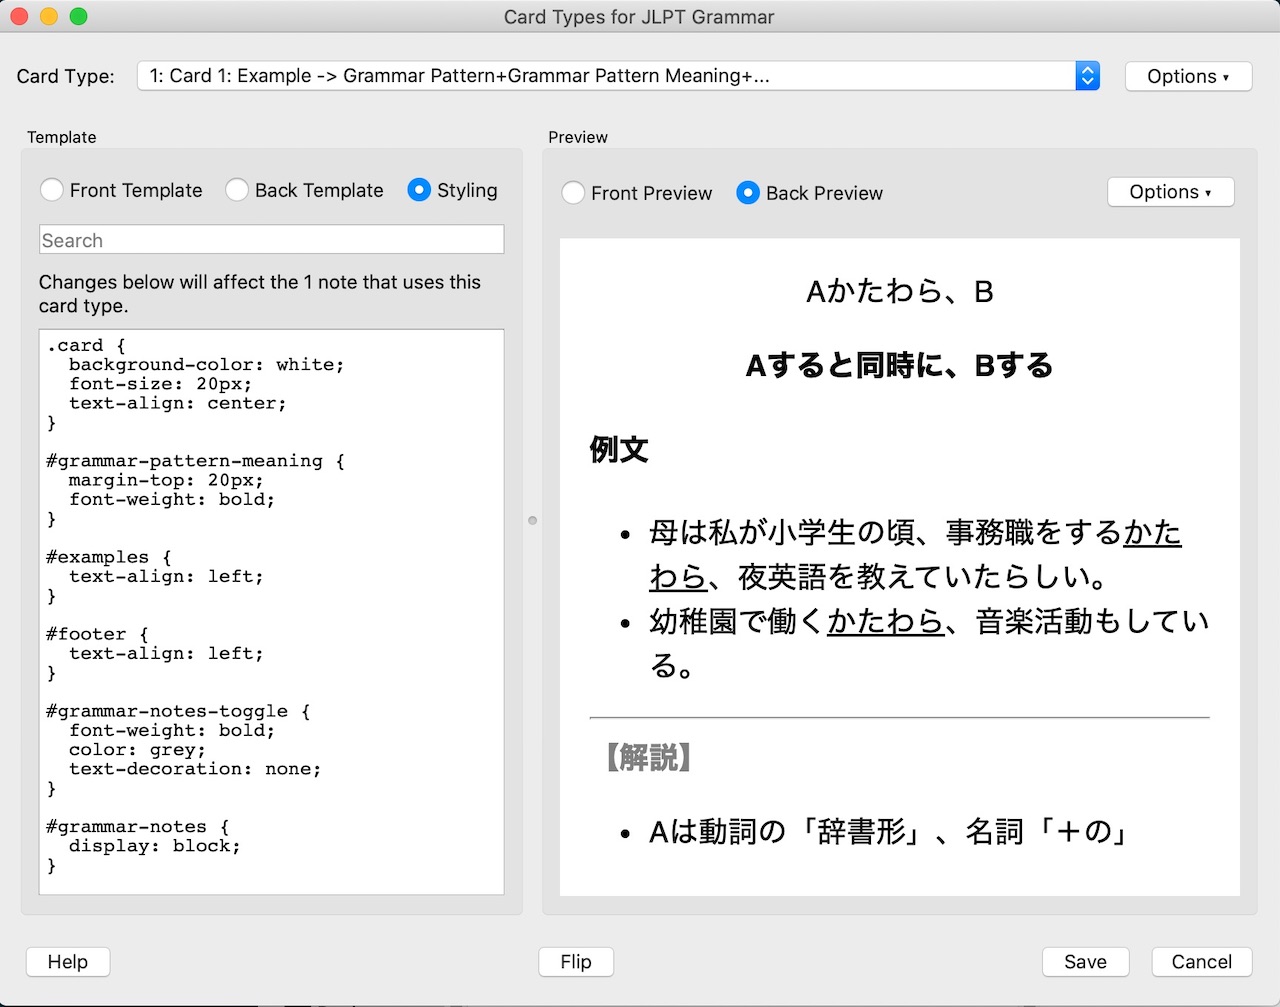 Card Types for JLPT Grammar
Card Type:
1: Card 1: Example -> Grammar Pattern+Grammar Pattern Meaning+...
Options ▾
Template
Front Template
Back Template
Styling
Search
Changes below will affect the 1 note that uses this
card type.
.card {
  background-color: white;
  font-size: 20px;
  text-align: center;
}
#grammar-pattern-meaning {
  margin-top: 20px;
  font-weight: bold;
}
#examples {
  text-align: left;
}
#footer {
  text-align: left;
}
#grammar-notes-toggle {
  font-weight: bold;
  color: grey;
  text-decoration: none;
}
#grammar-notes {
  display: block;
}
Preview
Front Preview
Back Preview
Options ▾
Aかたわら、B
Aすると同時に、Bする
例文
• 母は私が小学生の頃、事務職をするかた
わら、夜英語を教えていたらしい。
• 幼稚園で働くかたわら、音楽活動もしてい
る。
【解説】
• Aは動詞の「辞書形」、名詞「＋の」
Help
Flip
Save
Cancel